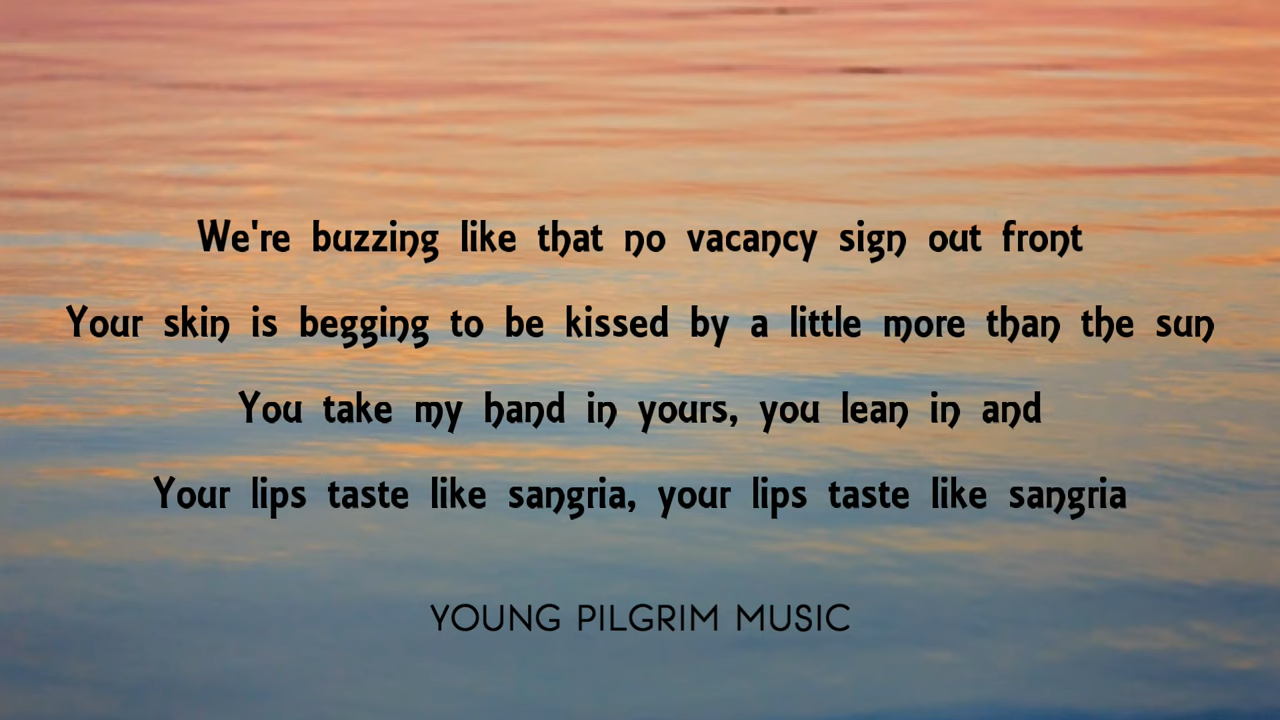 We're buzzing like that no vacancy sign out front
Your skin is begging to be kissed by a little more than the sun
You take my hand in yours, you lean in and
Your lips taste like sangria, your lips taste like sangria
YOUNG PILGRIM MUSIC